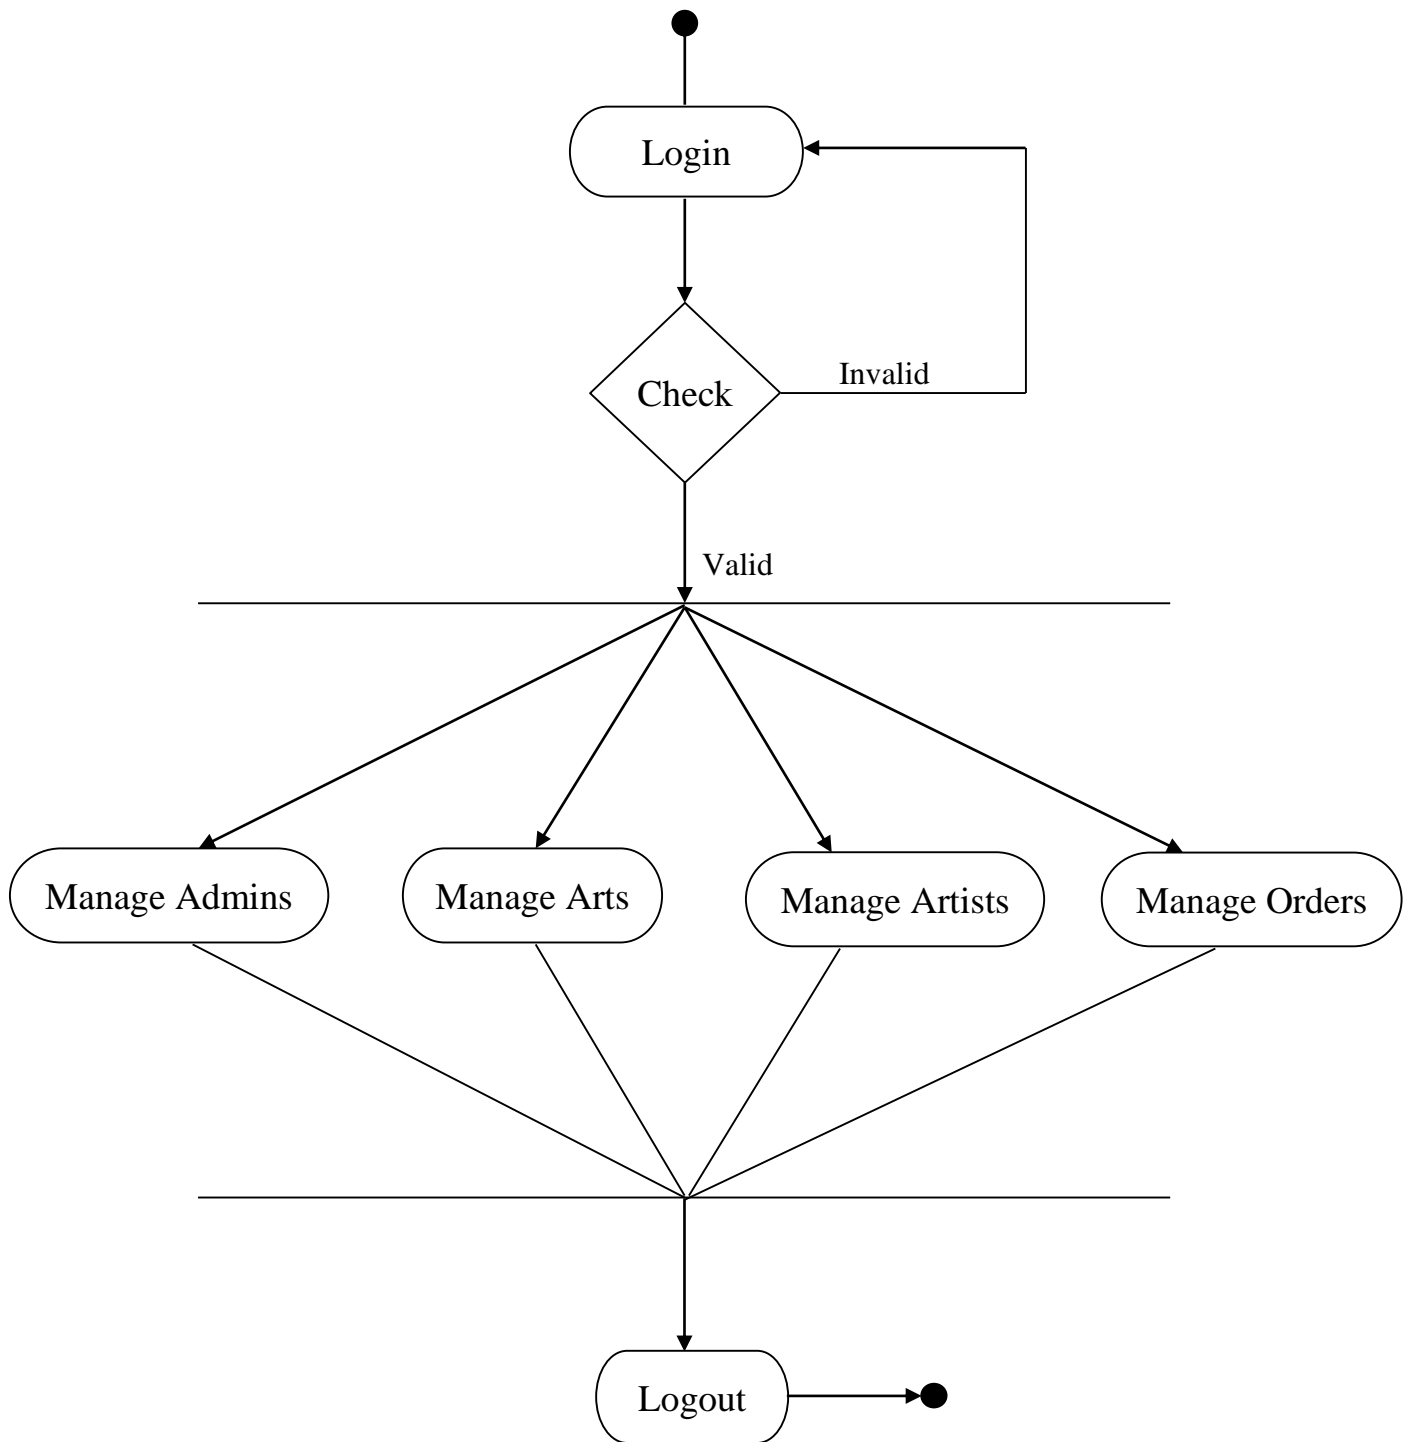 Login
Check
Invalid
Valid
Manage Admins
Manage Arts
Manage Artists
Manage Orders
Logout